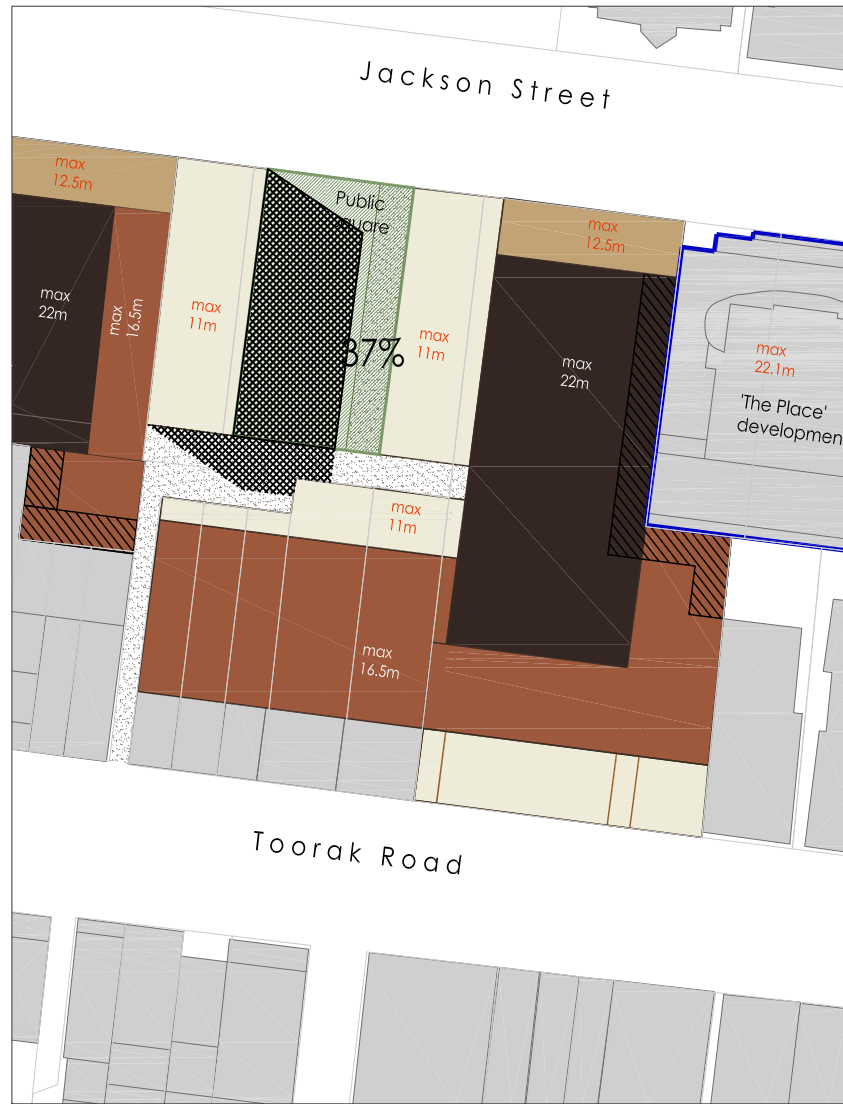 Jackson Street
max
12.5m
Public
uare
max
12.5m
max
22m
max
16.5m
max
11m
37%
max
11m
max
22m
max
22.1m
'The Place'
developmen
max
11m
max
16.5m
Toorak Road